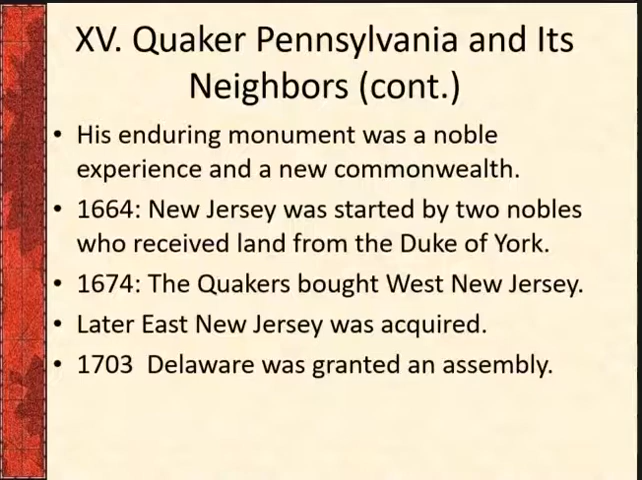 XV. Quaker Pennsylvania and Its
Neighbors (cont.)
• His enduring monument was a noble
experience and a new commonwealth.
• 1664: New Jersey was started by two nobles
who received land from the Duke of York.
• 1674: The Quakers bought West New Jersey.
• Later East New Jersey was acquired.
• 1703  Delaware was granted an assembly.